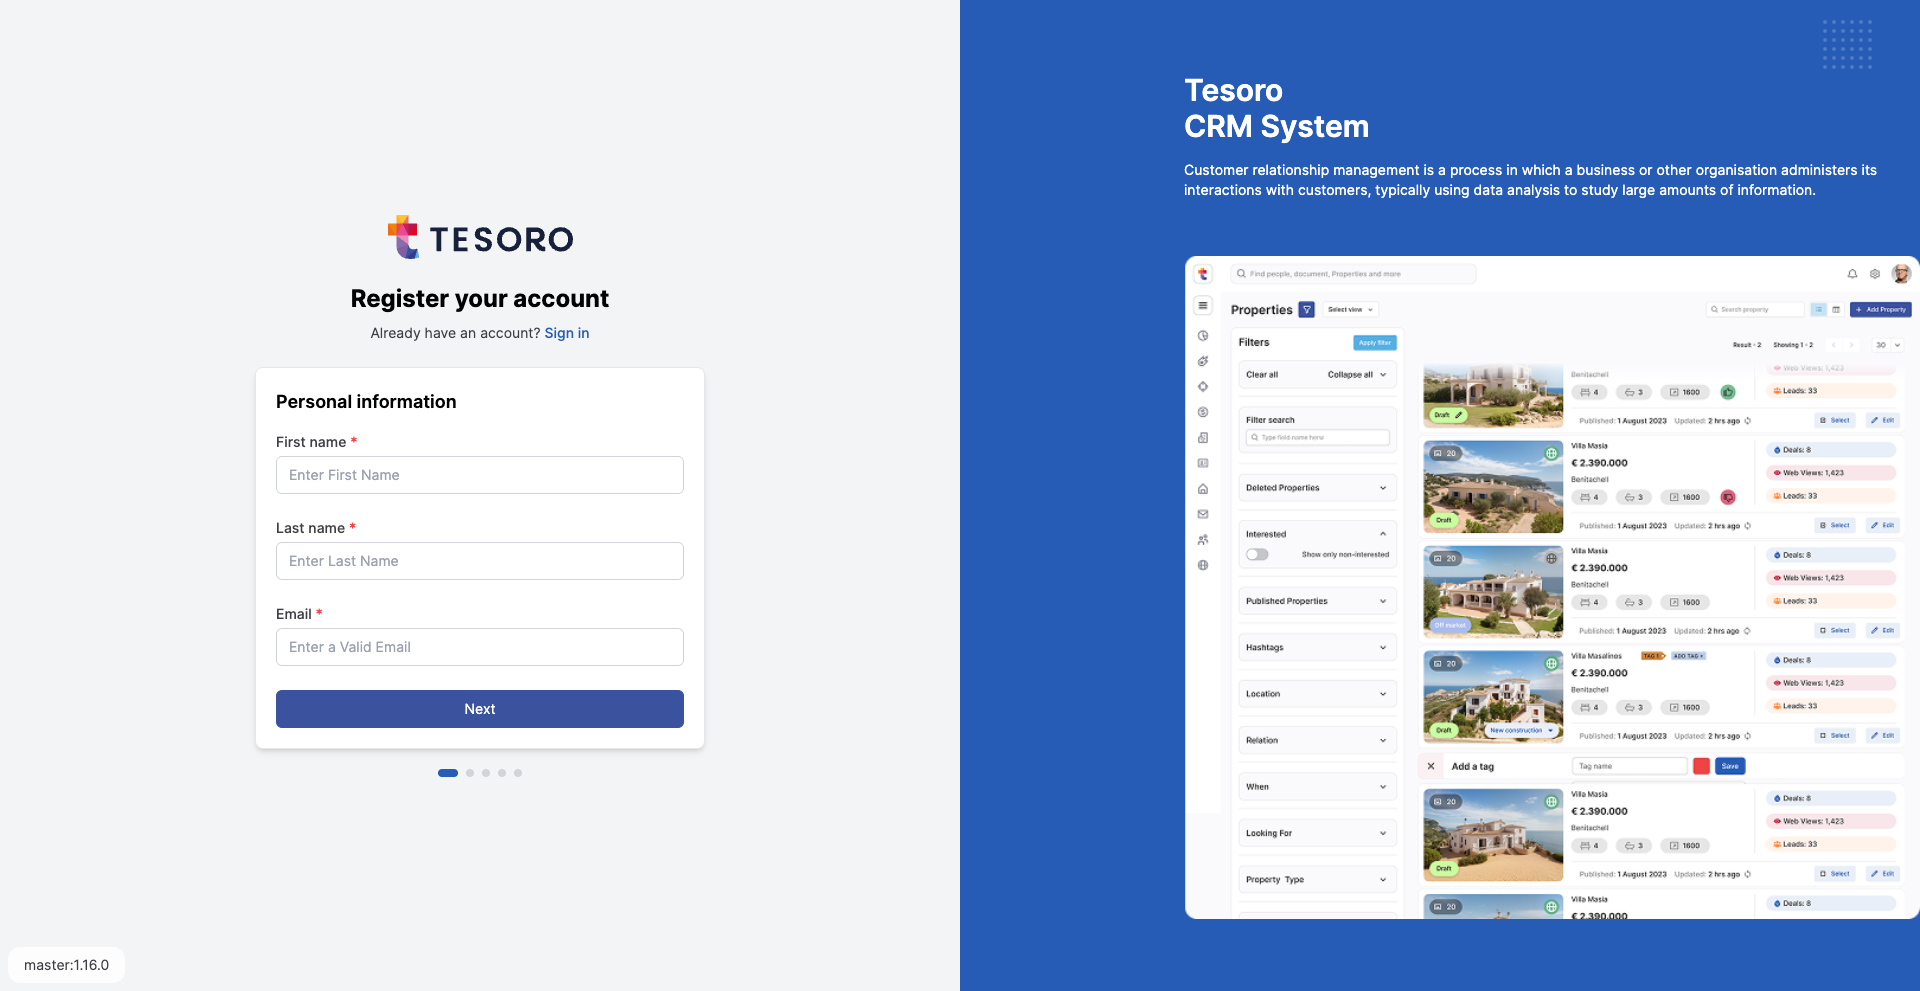 TESORO
Register your account
Already have an account? Sign in
Personal information
First name *
Enter First Name
Last name *
Enter Last Name
Email *
Enter a Valid Email
Next
master:1.16.0
Tesoro
CRM System
Customer relationship management is a process in which a business or other organisation administers its
interactions with customers, typically using data analysis to study large amounts of information.
Find people, document, Properties and more
Properties
Select view
Search property
+ Add Property
Result - 2
Showing 1 - 2
30
Filters
Apply filter
Clear all
Collapse all
Filter search
Type field name here
Deleted Properties
Interested
Show only non-interested
Published Properties
Hashtags
Location
Relation
When
Looking For
Property Type
Benitachell
4 3 1600
Web Views: 1,423
Leads: 33
Draft
Published: 1 August 2023 Updated: 2 hrs ago
Select Edit
20
Villa Masia
€ 2.390.000
Benitachell
4 3 1600
Deals: 8
Web Views: 1,423
Leads: 33
Draft
Published: 1 August 2023 Updated: 2 hrs ago
Select Edit
20
Villa Masia
€ 2.390.000
Benitachell
4 3 1600
Deals: 8
Web Views: 1,423
Leads: 33
Off market
Published: 1 August 2023 Updated: 2 hrs ago
Select Edit
20
Villa Masalinos TAG 1 ADD TAG +
€ 2.390.000
Benitachell
4 3 1600
Deals: 8
Web Views: 1,423
Leads: 33
Draft
New construction
Published: 1 August 2023 Updated: 2 hrs ago
Select Edit
Add a tag
Tag name
Save
20
Villa Masia
€ 2.390.000
Benitachell
4 3 1600
Deals: 8
Web Views: 1,423
Leads: 33
Draft
Published: 1 August 2023 Updated: 2 hrs ago
Select Edit
20
Villa Masia
€ 2.390.000
Deals: 8